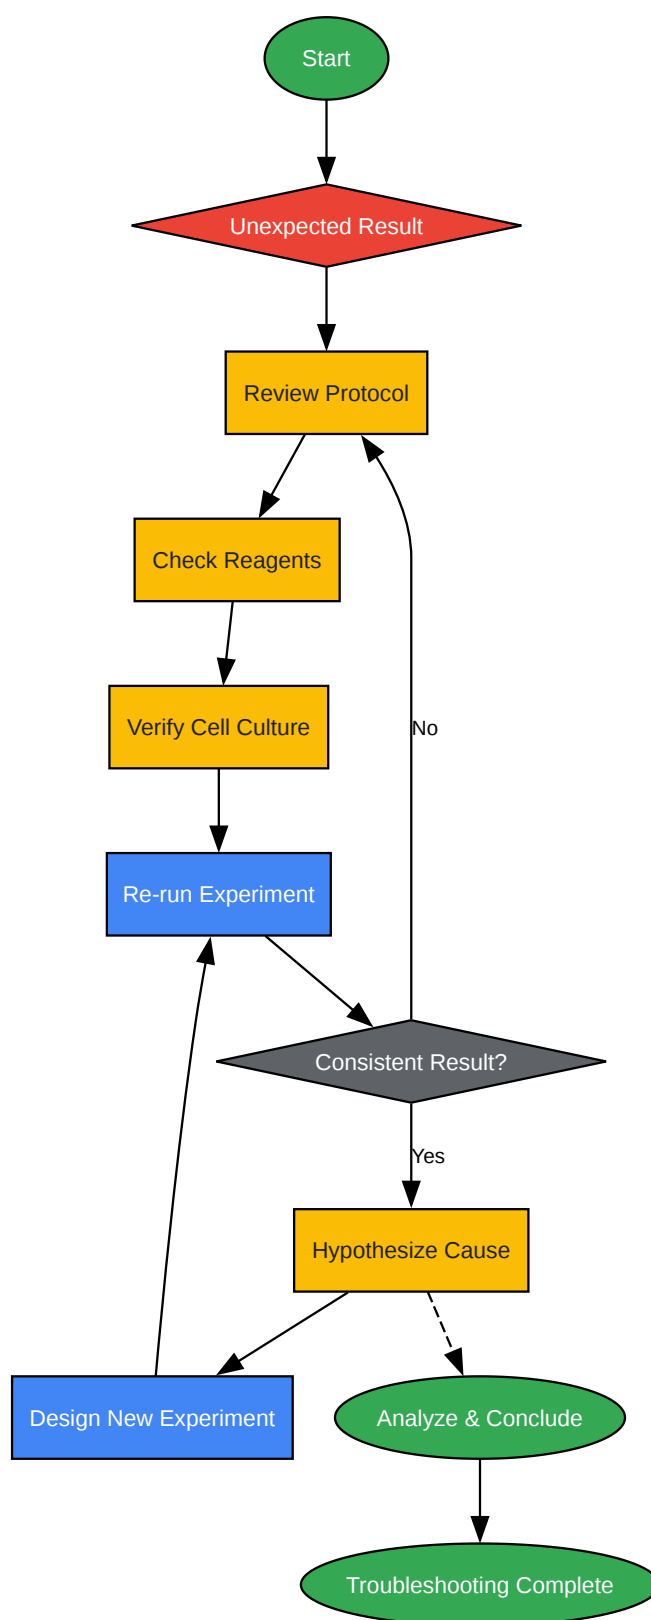 Start
Unexpected Result
Review Protocol
Check Reagents
Verify Cell Culture
No
Re-run Experiment
Consistent Result?
Yes
Hypothesize Cause
Design New Experiment
Analyze & Conclude
Troubleshooting Complete